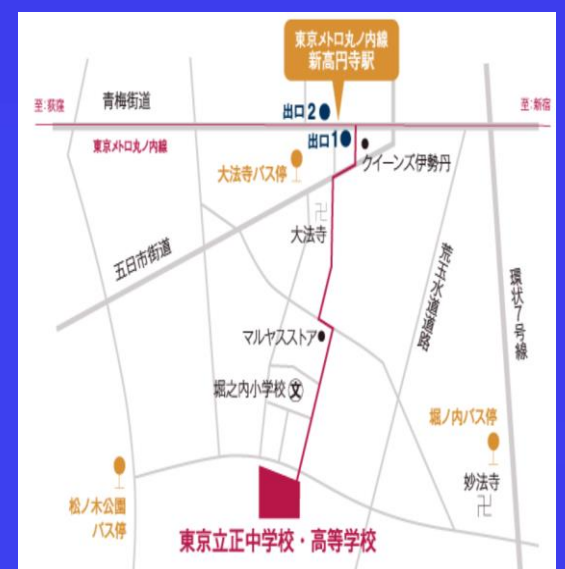 東京メトロ丸ノ内線
新高円寺駅
至:荻窪
青梅街道
至:新宿
出口2
東京メトロ丸ノ内線
出口1
クイーンズ伊勢丹
大法寺バス停
卍
大法寺
五日市街道
荒玉水道道路
環状7号線
マルヤスストア
堀之内小学校
文
堀ノ内バス停
松ノ木公園
バス停
妙法寺
卍
東京立正中学校・高等学校